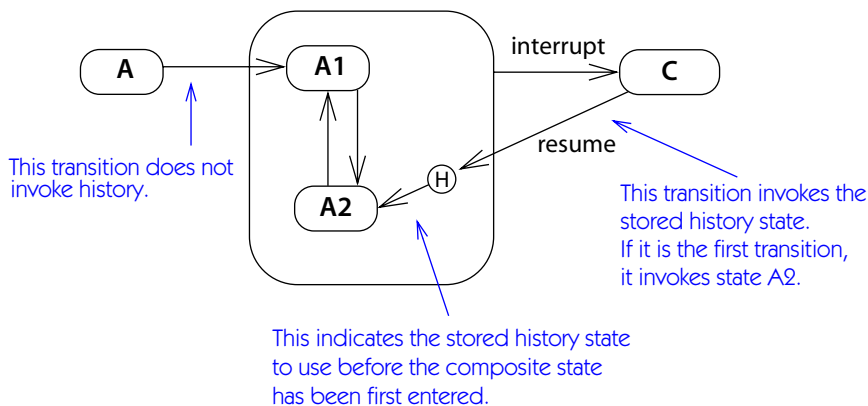 interrupt
A
A1
C
H
resume
A2
This transition does not
invoke history.
This transition invokes the
stored history state.
If it is the first transition,
it invokes state A2.
This indicates the stored history state
to use before the composite state
has been first entered.